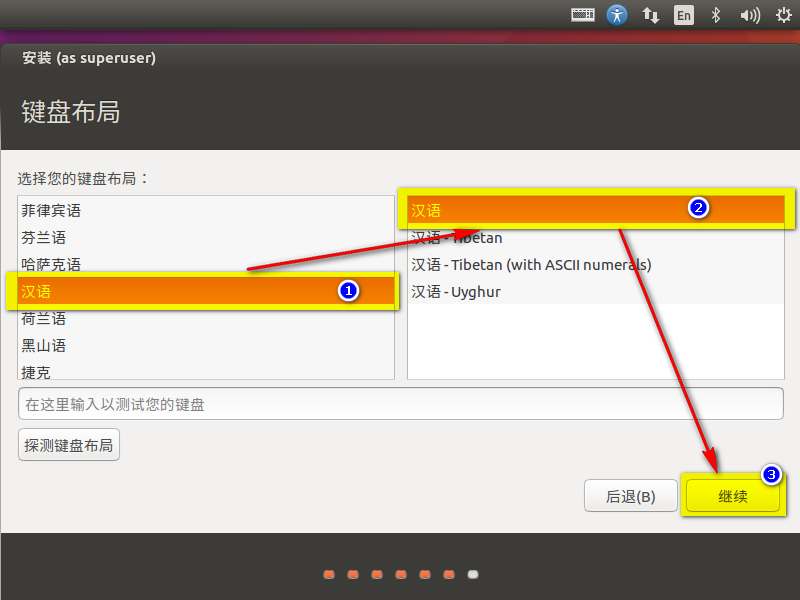 En
安装 (as superuser)
键盘布局
选择您的键盘布局：
菲律宾语
芬兰语
哈萨克语
汉语
1
荷兰语
黑山语
捷克
汉语
2
汉语 - Tibetan
汉语 - Tibetan (with ASCII numerals)
汉语 - Uyghur
在这里输入以测试您的键盘
探测键盘布局
后退(B)
继续
3